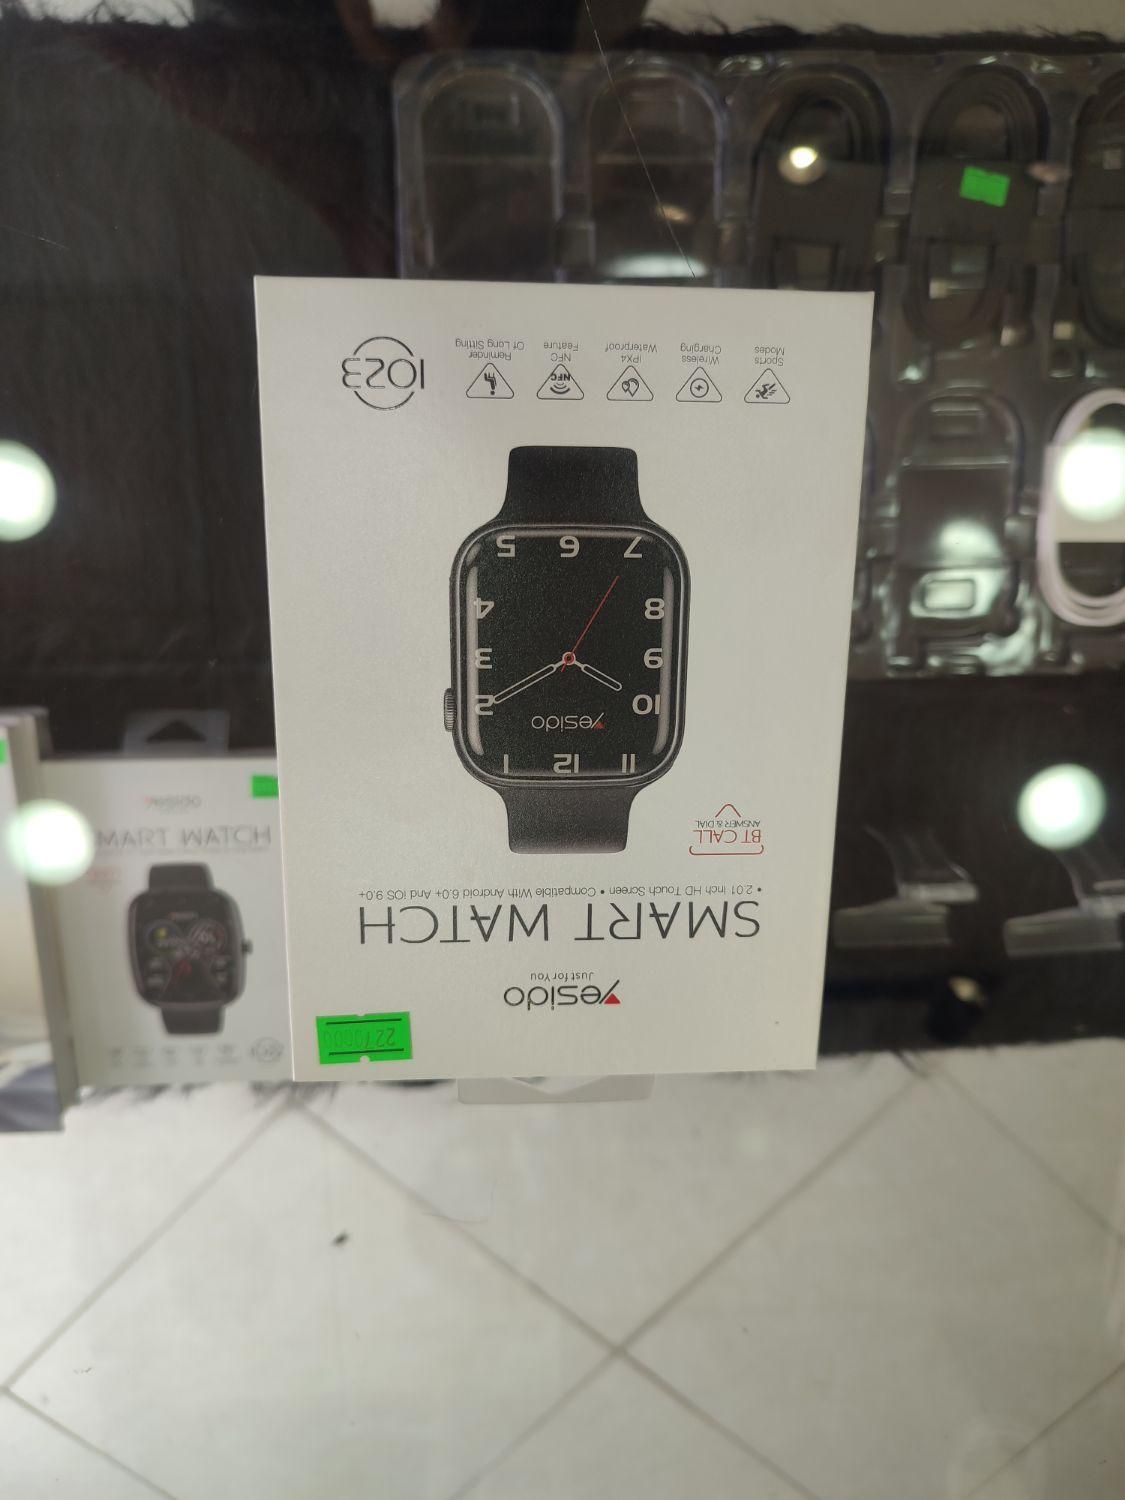 yesido
Just for You
SMART WATCH
• 2.01 inch HD Touch Screen • Compatible With Android 6.0+ And iOS 9.0+
BT CALL
ANSWER & DIAL
11 12 1
yesido
10 2
9 3
8 4
7 6 5
Sports
Modes
Wireless
Charging
IPX4
Waterproof
NFC
NFC
Feature
Reminder
Of Long Sitting
IO23
2270000
yesido
SMART WATCH